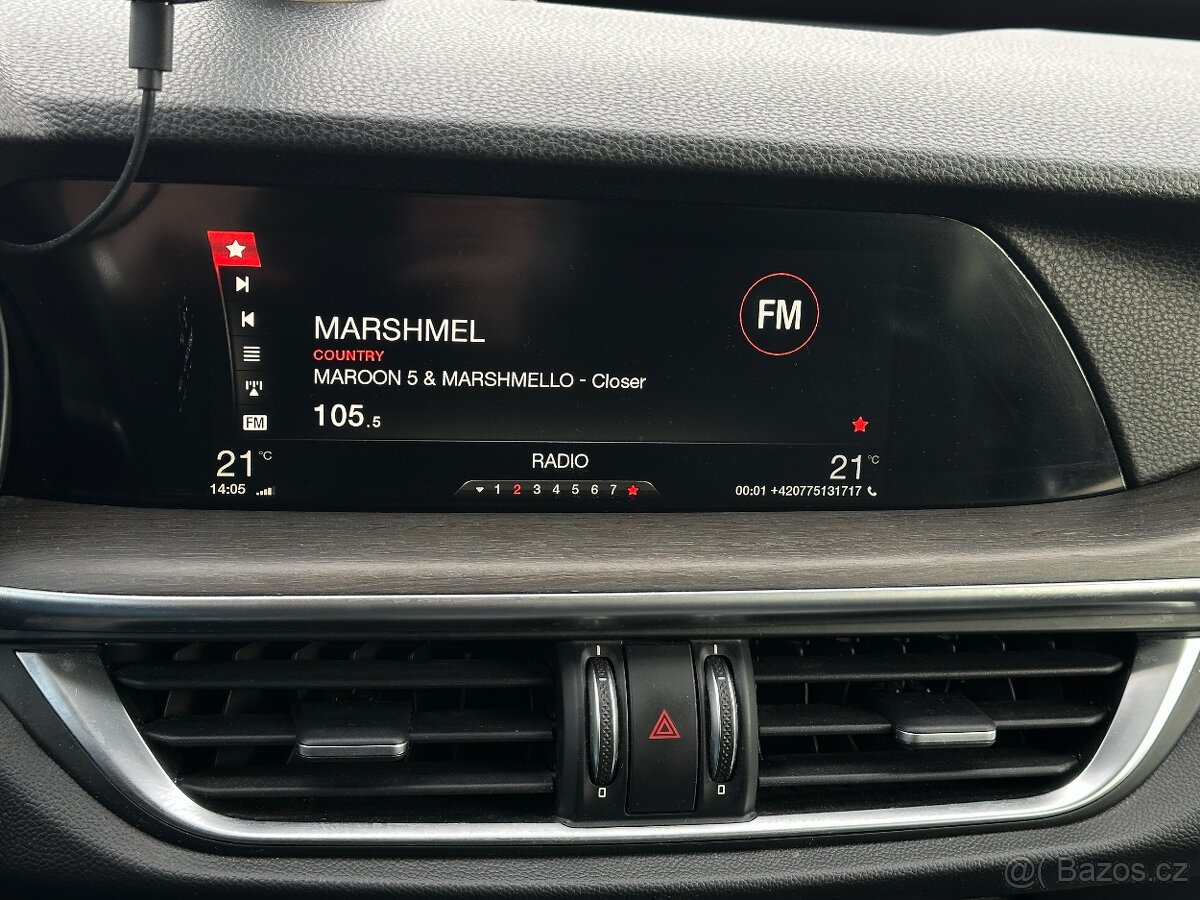 MARSHMEL
FM
COUNTRY
MAROON 5 & MARSHMELLO - Closer
105.5
FM
21°C
RADIO
21°C
14:05
1 2 3 4 5 6 7
00:01 +420775131717
@( Bazos.cz